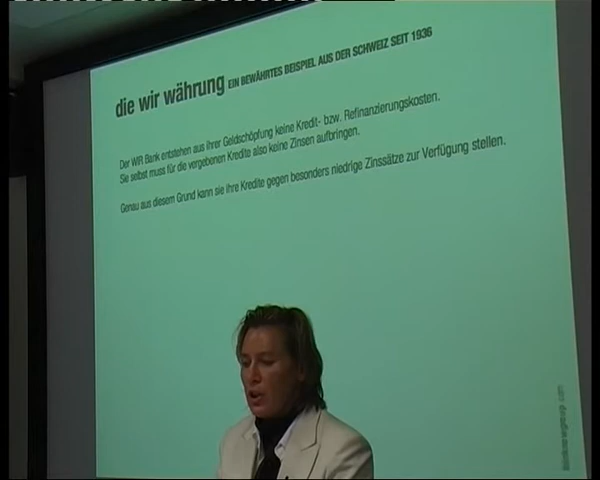 die wir währung EIN BEWÄHRTES BEISPIEL AUS DER SCHWEIZ SEIT 1936
Der WIR Bank entstehen aus ihrer Geldschöpfung keine Kredit- bzw. Refinanzierungskosten.
Sie selbst muss für die vergebenen Kredite also keine Zinsen aufbringen.
Genau aus diesem Grund kann sie ihre Kredite gegen besonders niedrige Zinssätze zur Verfügung stellen.